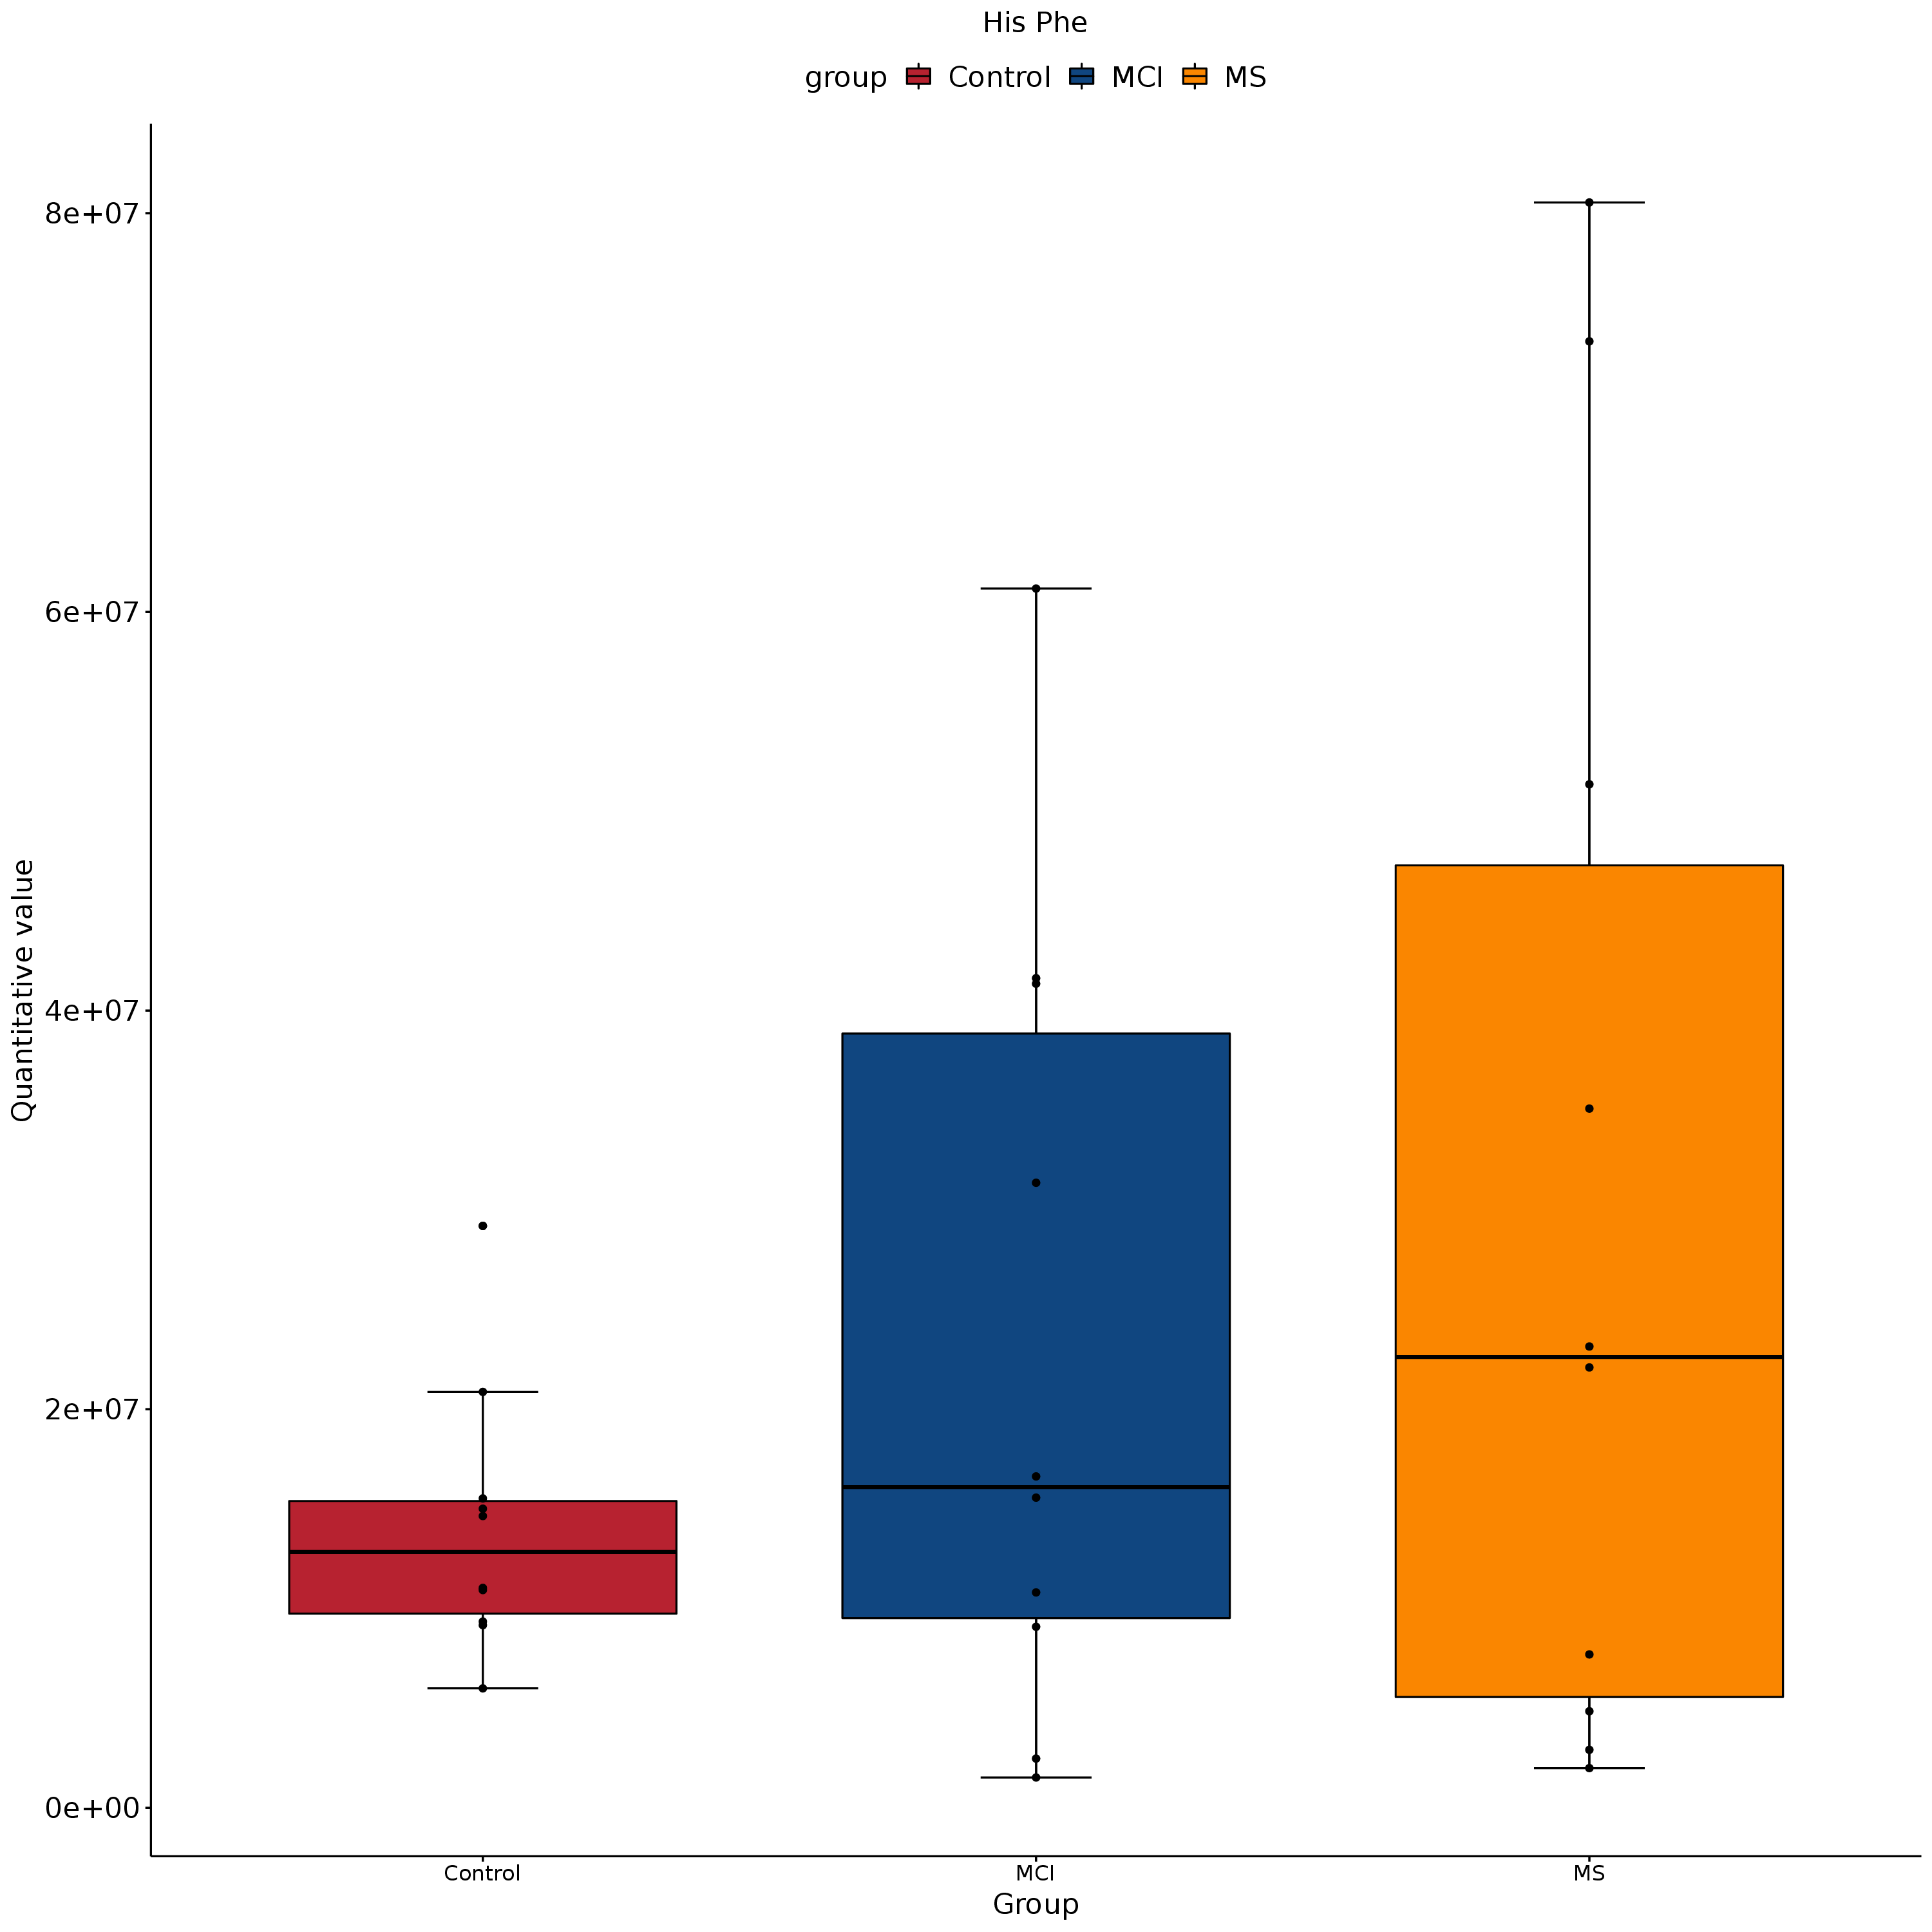 His Phe
group Control MCI MS
8e+07
6e+07
4e+07
2e+07
0e+00
Quantitative value
Control MCI MS
Group